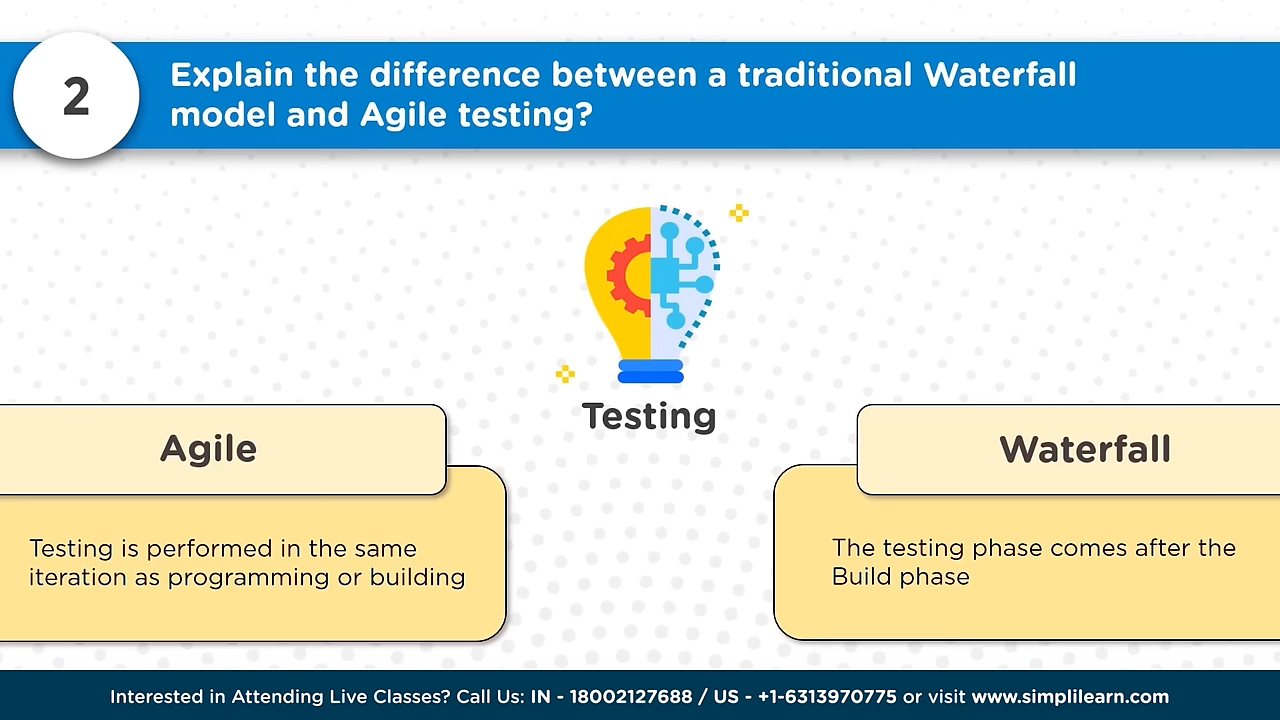 2
Explain the difference between a traditional Waterfall
model and Agile testing?
Testing
Agile
Testing is performed in the same
iteration as programming or building
Waterfall
The testing phase comes after the
Build phase
Interested in Attending Live Classes? Call Us: IN - 18002127688 / US - +1-6313970775 or visit www.simplilearn.com